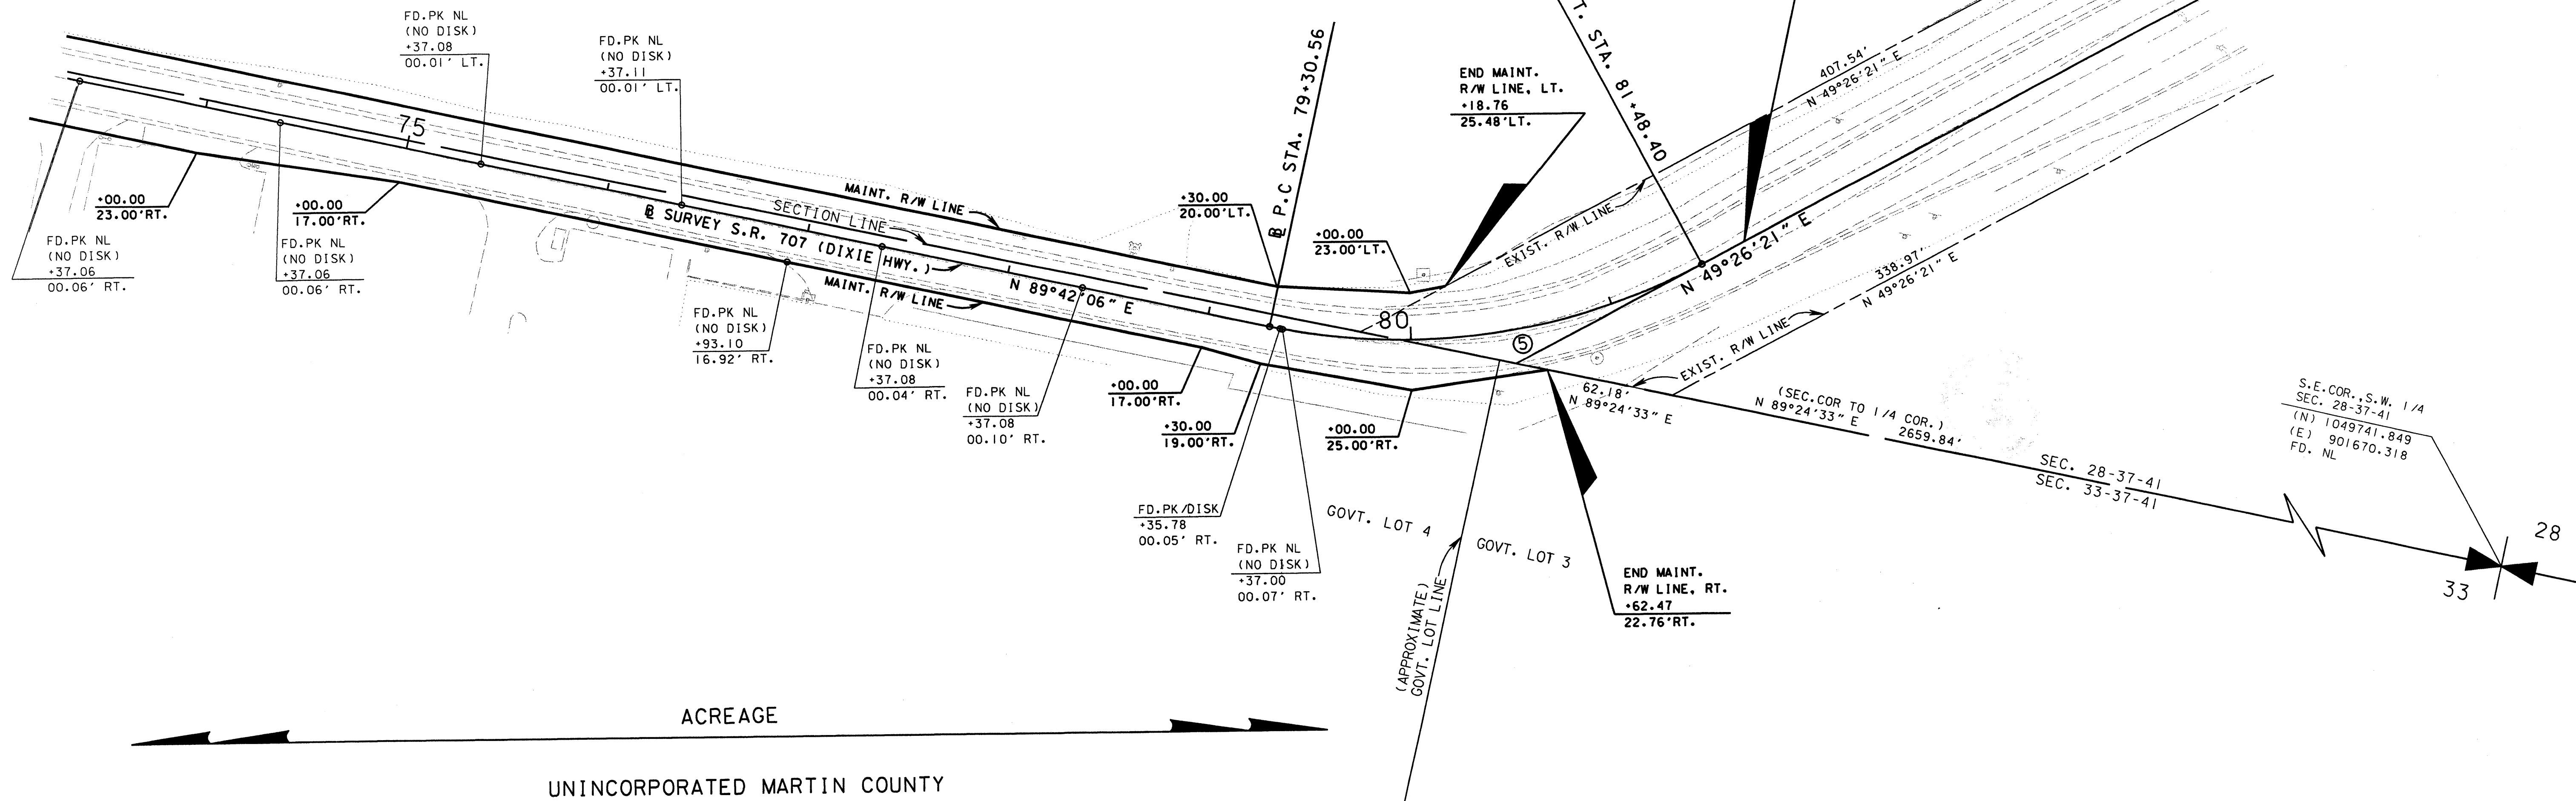 FD.PK NL
(NO DISK)
+37.08
00.01' LT.
FD.PK NL
(NO DISK)
+37.11
00.01' LT.
75
+00.00
23.00'RT.
+00.00
17.00'RT.
FD.PK NL
(NO DISK)
+37.06
00.06' RT.
FD.PK NL
(NO DISK)
+37.06
00.06' RT.
MAINT. R/W LINE
SECTION LINE
B SURVEY S.R. 707 (DIXIE HWY.)
MAINT. R/W LINE
N 89°42'06" E
FD.PK NL
(NO DISK)
+93.10
16.92' RT.
FD.PK NL
(NO DISK)
+37.08
00.04' RT.
FD.PK NL
(NO DISK)
+37.08
00.10' RT.
+00.00
17.00'RT.
+30.00
19.00'RT.
+00.00
25.00'RT.
+30.00
20.00'LT.
B P.C STA. 79+30.56
+00.00
23.00'LT.
80
5
END MAINT.
R/W LINE, LT.
+18.76
25.48'LT.
T. STA. 81+48.40
EXIST. R/W LINE
407.54'
N 49°26'21" E
N 49°26'21" E
338.97'
N 49°26'21" E
EXIST. R/W LINE
62.18'
N 89°24'33" E
(SEC.COR TO 1/4 COR.)
N 89°24'33" E
2659.84'
SEC. 28-37-41
SEC. 33-37-41
S.E.COR.,S.W. 1/4
SEC. 28-37-41
(N) 1049741.849
(E) 901670.318
FD. NL
28
33
FD.PK/DISK
+35.78
00.05' RT.
FD.PK NL
(NO DISK)
+37.00
00.07' RT.
GOVT. LOT 4
GOVT. LOT 3
(APPROXIMATE)
GOVT. LOT LINE
END MAINT.
R/W LINE, RT.
+62.47
22.76'RT.
ACREAGE
UNINCORPORATED MARTIN COUNTY